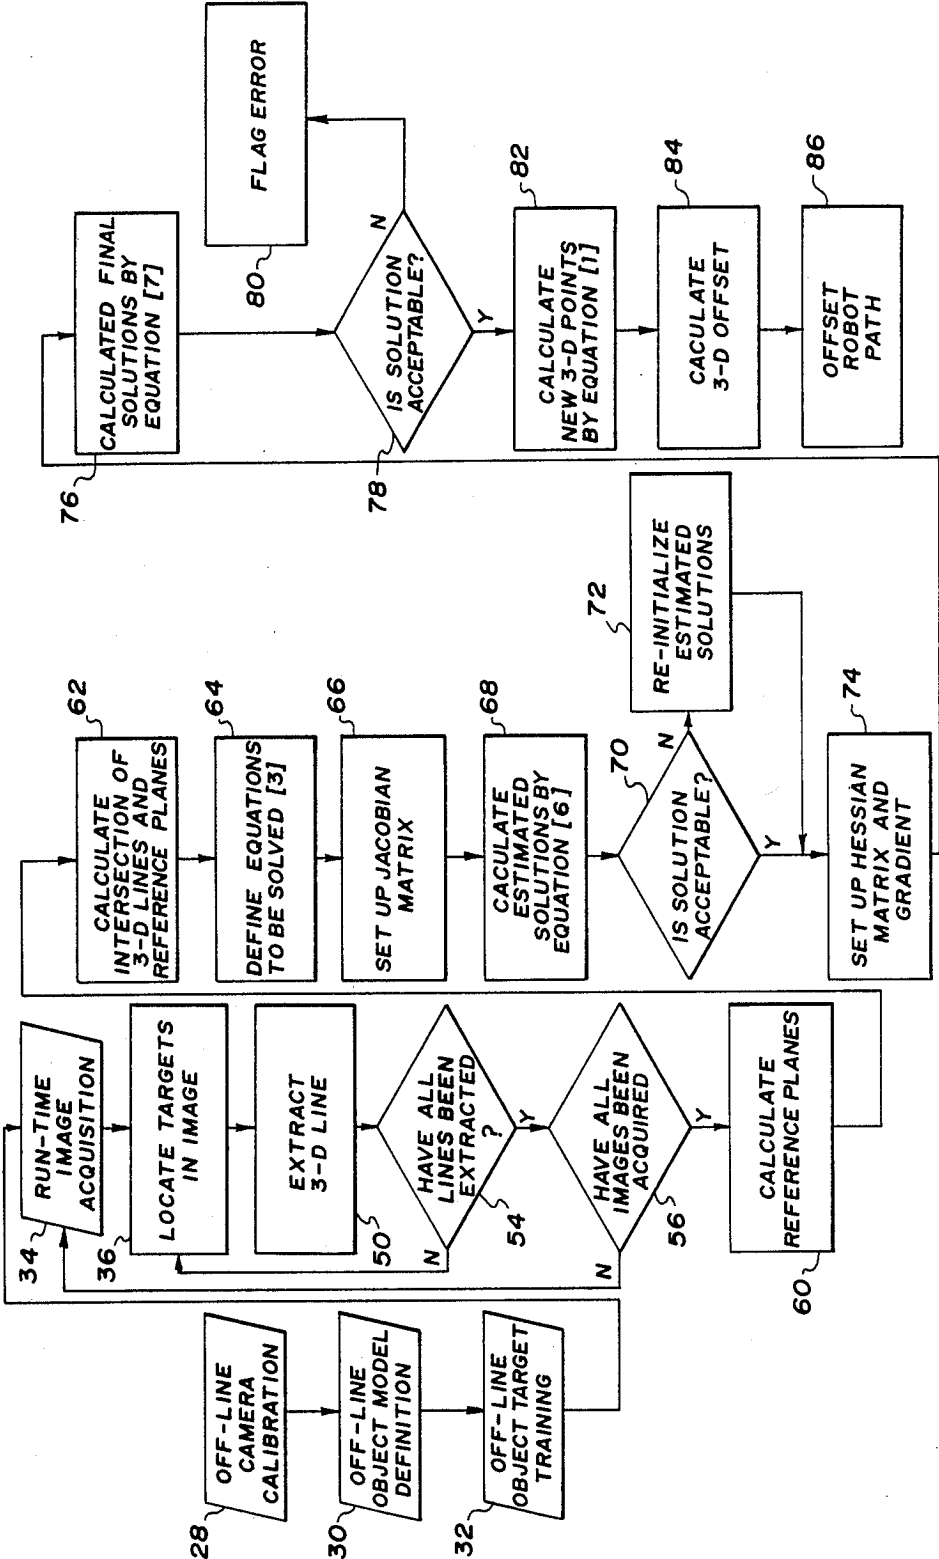 28
OFF-LINE
CAMERA
CALIBRATION
30
OFF-LINE
OBJECT MODEL
DEFINITION
32
OFF-LINE
OBJECT TARGET
TRAINING
34
RUN-TIME
IMAGE
ACQUISITION
36
LOCATE TARGETS
IN IMAGE
50
EXTRACT
3-D LINE
54
HAVE ALL
LINES BEEN
EXTRACTED
?
N
Y
56
HAVE ALL
IMAGES BEEN
ACQUIRED
N
Y
60
CALCULATE
REFERENCE PLANES
62
CALCULATE
INTERSECTION OF
3-D LINES AND
REFERENCE PLANES
64
DEFINE EQUATIONS
TO BE SOLVED [3]
66
SET UP JACOBIAN
MATRIX
68
CACULATE
ESTIMATED
SOLUTIONS BY
EQUATION [6]
70
IS SOLUTION
ACCEPTABLE?
N
Y
72
RE-INITIALIZE
ESTIMATED
SOLUTIONS
74
SET UP HESSIAN
MATRIX AND
GRADIENT
76
CALCULATED FINAL
SOLUTIONS BY
EQUATION [7]
78
IS SOLUTION
ACCEPTABLE?
N
Y
80
FLAG ERROR
82
CALCULATE
NEW 3-D POINTS
BY EQUATION [1]
84
CACULATE
3-D OFFSET
86
OFFSET
ROBOT
PATH